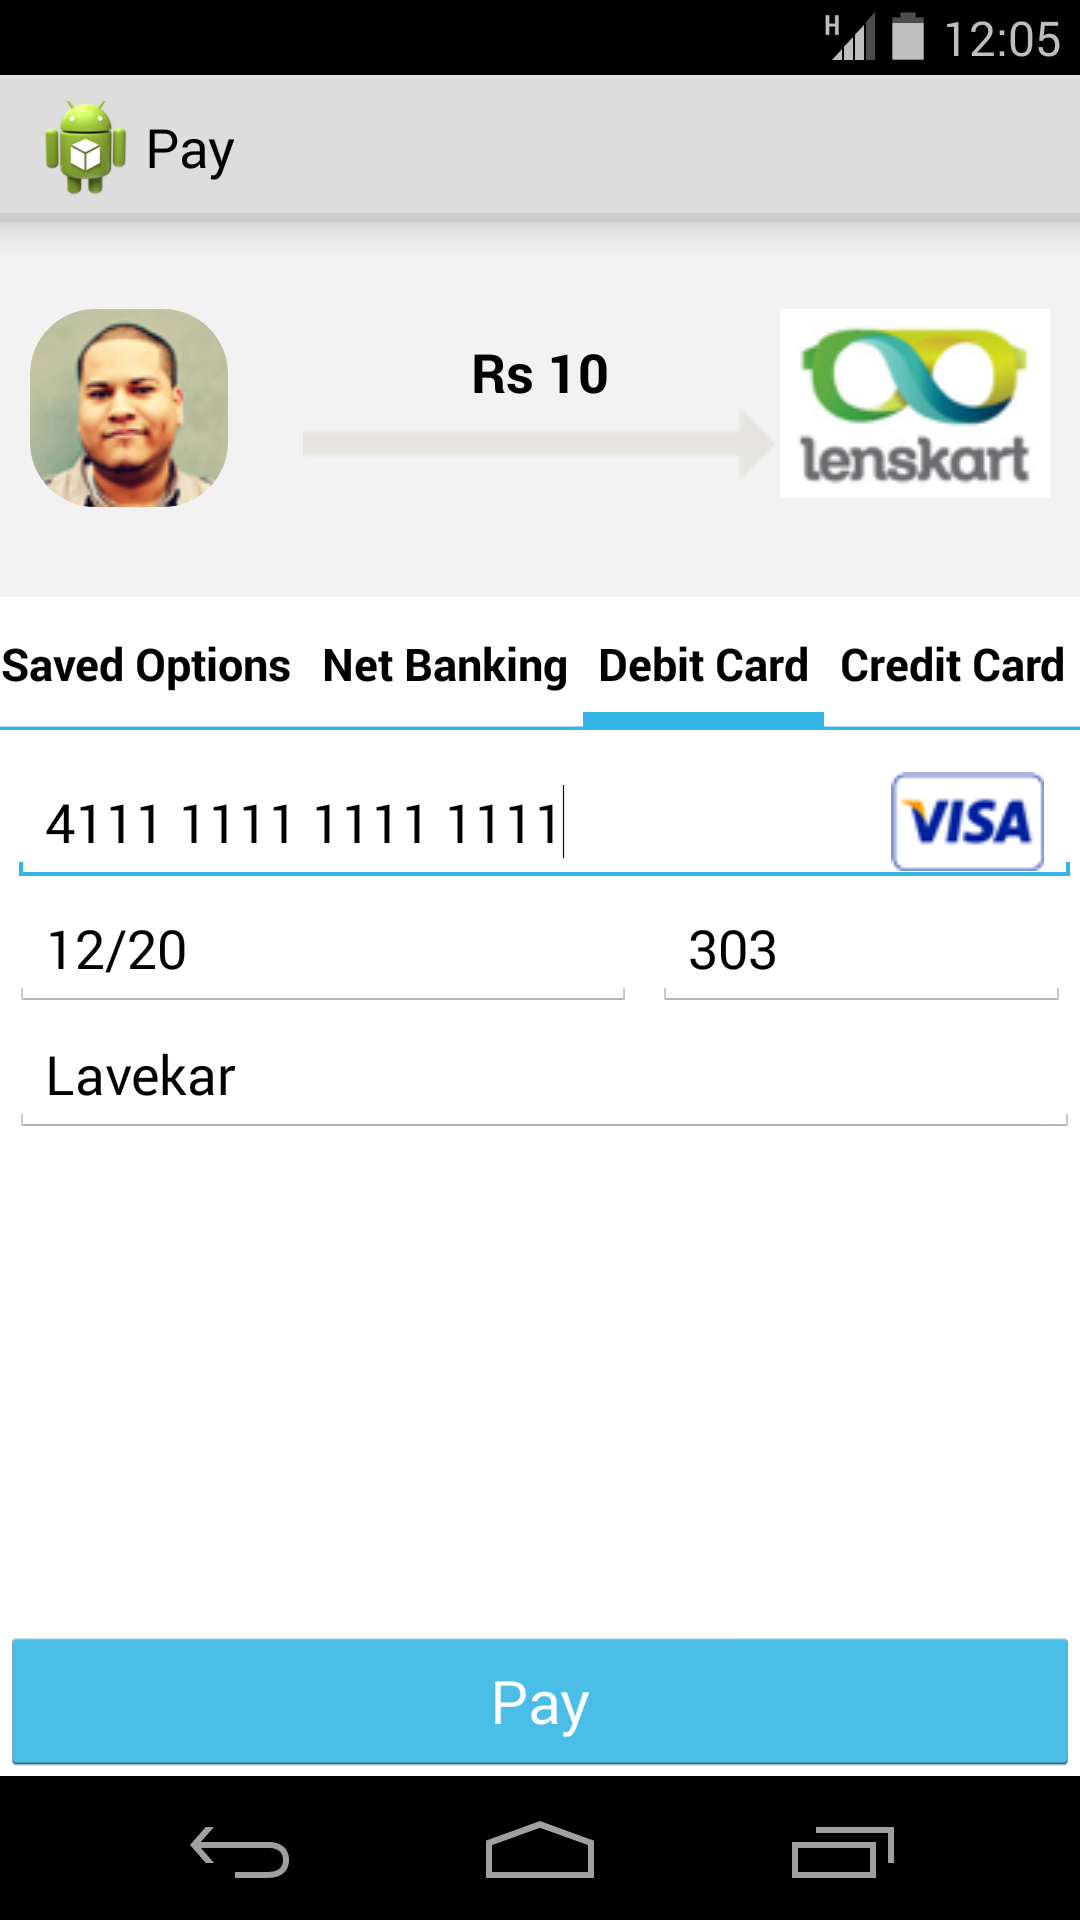 H 12:05
Pay
Rs 10
lenskart
Saved Options Net Banking Debit Card Credit Card
4111 1111 1111 1111 VISA
12/20 303
Lavekar
Pay